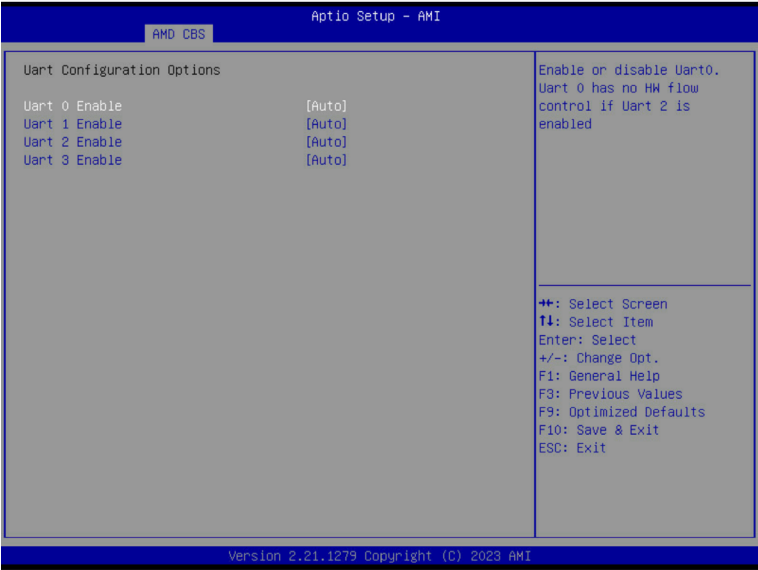 Aptio Setup – AMI
AMD CBS
Uart Configuration Options
Uart 0 Enable [Auto]
Uart 1 Enable [Auto]
Uart 2 Enable [Auto]
Uart 3 Enable [Auto]
Enable or disable Uart0.
Uart 0 has no HW flow
control if Uart 2 is
enabled
→←: Select Screen
↑↓: Select Item
Enter: Select
+/-: Change Opt.
F1: General Help
F3: Previous Values
F9: Optimized Defaults
F10: Save & Exit
ESC: Exit
Version 2.21.1279 Copyright (C) 2023 AMI